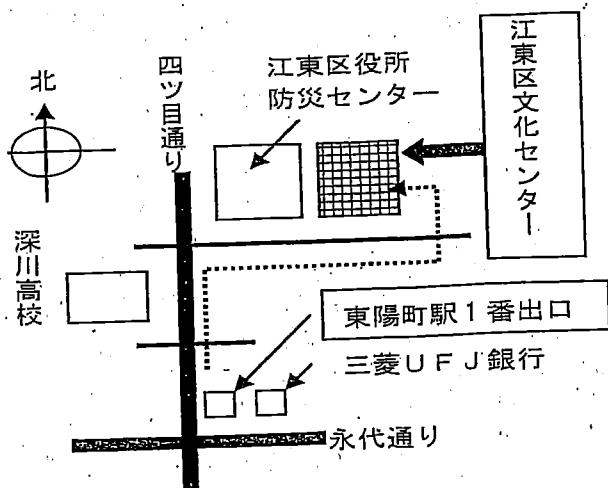 北
四ツ目通り
江東区役所
防災センター
江東区文化センター
深川高校
東陽町駅1番出口
三菱UFJ銀行
永代通り